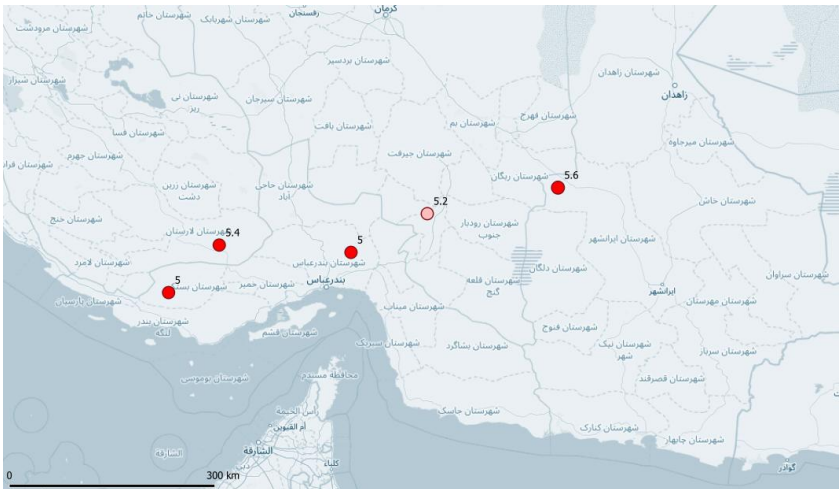 رفسنجان
کرمان
شهرستان خاتم
شهرستان شهربابک
شهرستان مرودشت
شهرستان بردسیر
شهرستان زاهدان
شهرستان شیراز
زاهدان
شهرستان نی
ریز
شهرستان سیرجان
شهرستان بافت
شهرستان بم
شهرستان فهرج
شهرستان فسا
شهرستان میرجاوه
شهرستان جهرم
شهرستان جیرفت
شهرستان ریگان
5.6
شهرستان زرین
دشت
شهرستان حاجی
آباد
5.2
شهرستان خاش
شهرستان خنج
شهرستان لارستان
5.4
شهرستان رودبار
جنوب
شهرستان ایرانشهر
5
شهرستان لامرد
شهرستان بندرعباس
شهرستان دلگان
شهرستان سراوان
5
شهرستان خمیر
بندرعباس
شهرستان قلعه
گنج
ایرانشهر
شهرستان پارسیان
شهرستان مهرستان
شهرستان میناب
شهرستان بندر
لنگه
شهرستان قشم
شهرستان سیریک
شهرستان بشاگرد
شهرستان فنوج
شهرستان نیک
شهر
شهرستان سرباز
محافظة مسندم
شهرستان بوموسی
شهرستان قصرقند
رأس الخيمة
شهرستان جاسک
أم القيوين
شهرستان کنارک
شهرستان چابهار
الشارقة
الشارقة
دبي
كلباء
گوادر
0
300 km